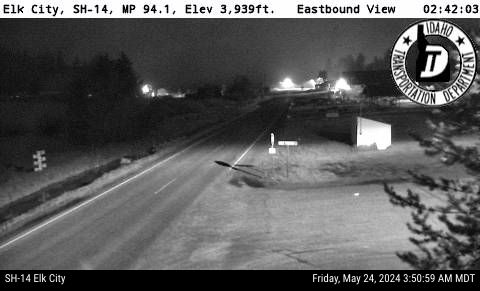 Elk City, SH-14, MP 94.1, Elev 3,939ft. Eastbound View 02:42:03
IDAHO
TRANSPORTATION DEPARTMENT
SH-14 Elk City Friday, May 24, 2024 3:50:59 AM MDT